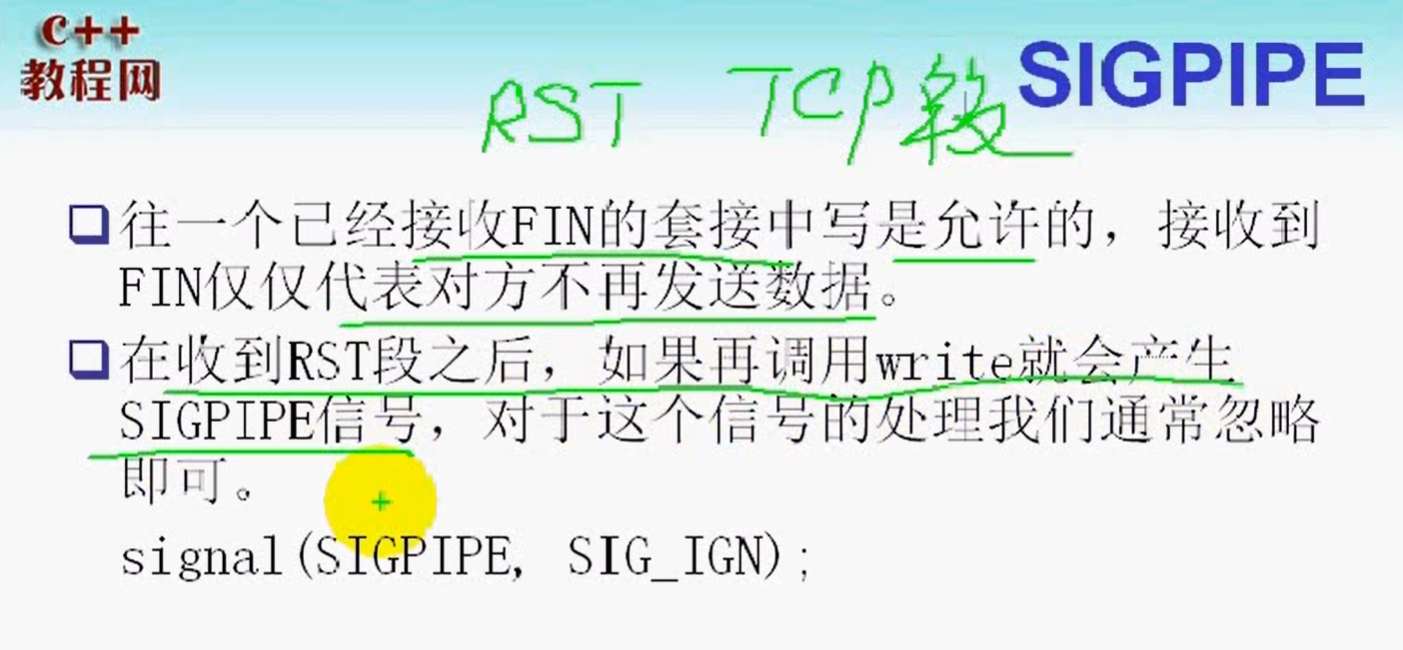 C++
教程网
SIGPIPE
RST TCP段
往一个已经接收FIN的套接中写是允许的，接收到
FIN仅仅代表对方不再发送数据。
在收到RST段之后，如果再调用write就会产生
SIGPIPE信号，对于这个信号的处理我们通常忽略
即可。
signal(SIGPIPE, SIG_IGN);